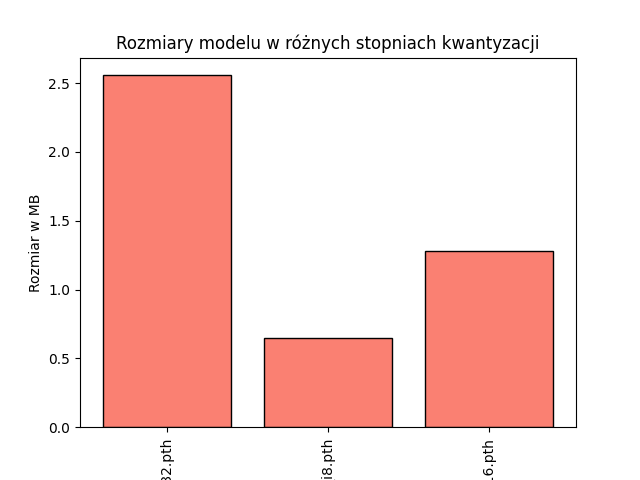 Rozmiary modelu w różnych stopniach kwantyzacji
Rozmiar w MB
2.5
2.0
1.5
1.0
0.5
0.0
32.pth
i8.pth
.6.pth